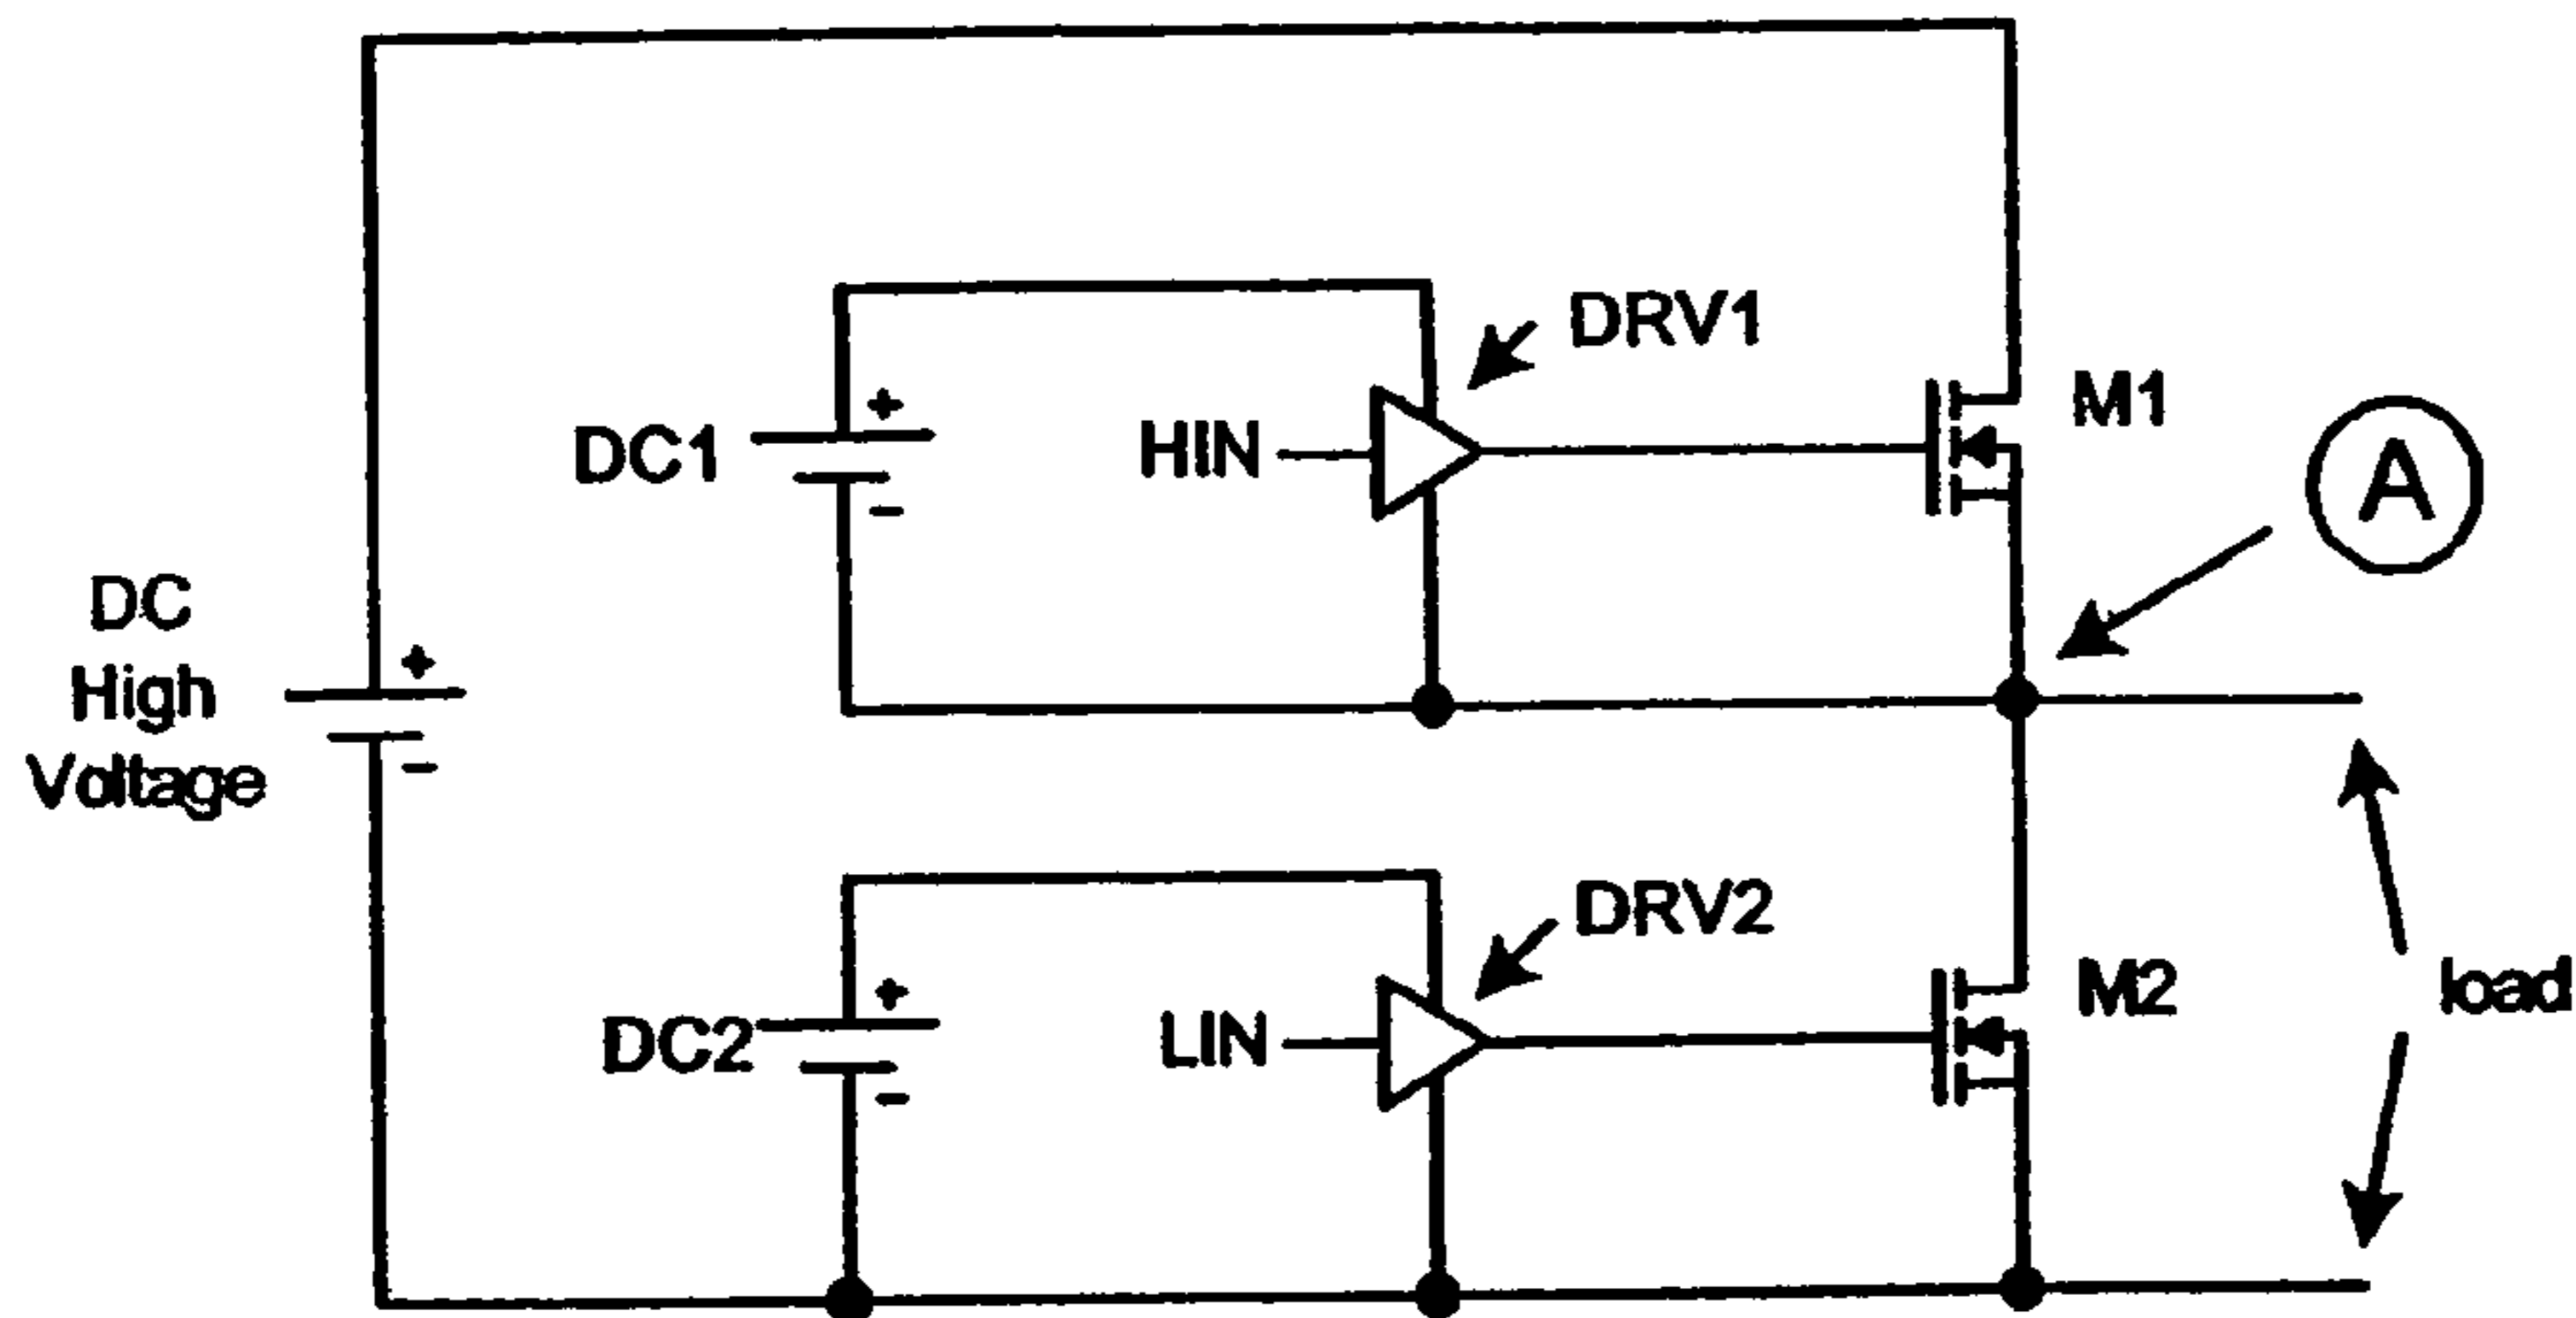 DRV1
M1
DC1
+
-
HIN
A
DC
High
Voltage
+
-
DRV2
M2
load
DC2
+
-
LIN